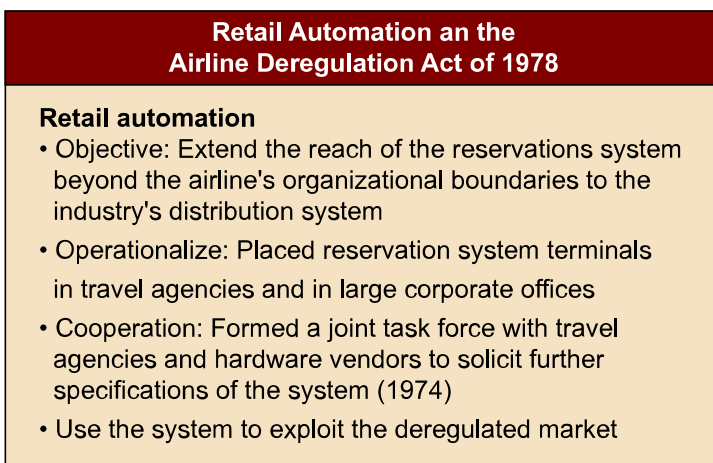 Retail Automation an the
Airline Deregulation Act of 1978
Retail automation
• Objective: Extend the reach of the reservations system
beyond the airline's organizational boundaries to the
industry's distribution system
• Operationalize: Placed reservation system terminals
in travel agencies and in large corporate offices
• Cooperation: Formed a joint task force with travel
agencies and hardware vendors to solicit further
specifications of the system (1974)
• Use the system to exploit the deregulated market